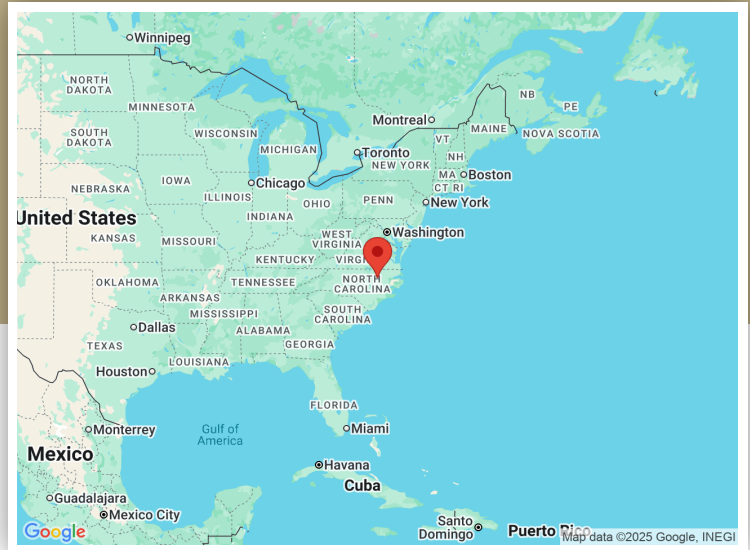 Winnipeg
NORTH
DAKOTA
MINNESOTA
NB
PE
Montreal
MAINE
NOVA SCOTIA
SOUTH
DAKOTA
WISCONSIN
VT
MICHIGAN
Toronto
NH
NEW YORK
MA
Boston
IOWA
Chicago
CT RI
NEBRASKA
ILLINOIS
OHIO
PENN
New York
United States
INDIANA
KANSAS
MISSOURI
WEST
VIRGINIA
Washington
KENTUCKY
VIRG
OKLAHOMA
TENNESSEE
NORTH
CAROLINA
ARKANSAS
MISSISSIPPI
SOUTH
CAROLINA
Dallas
ALABAMA
TEXAS
GEORGIA
LOUISIANA
Houston
FLORIDA
Monterrey
Gulf of
America
Miami
Mexico
Havana
Cuba
Guadalajara
Mexico City
Santo
Domingo
Puerto Rico
Google
Map data ©2025 Google, INEGI